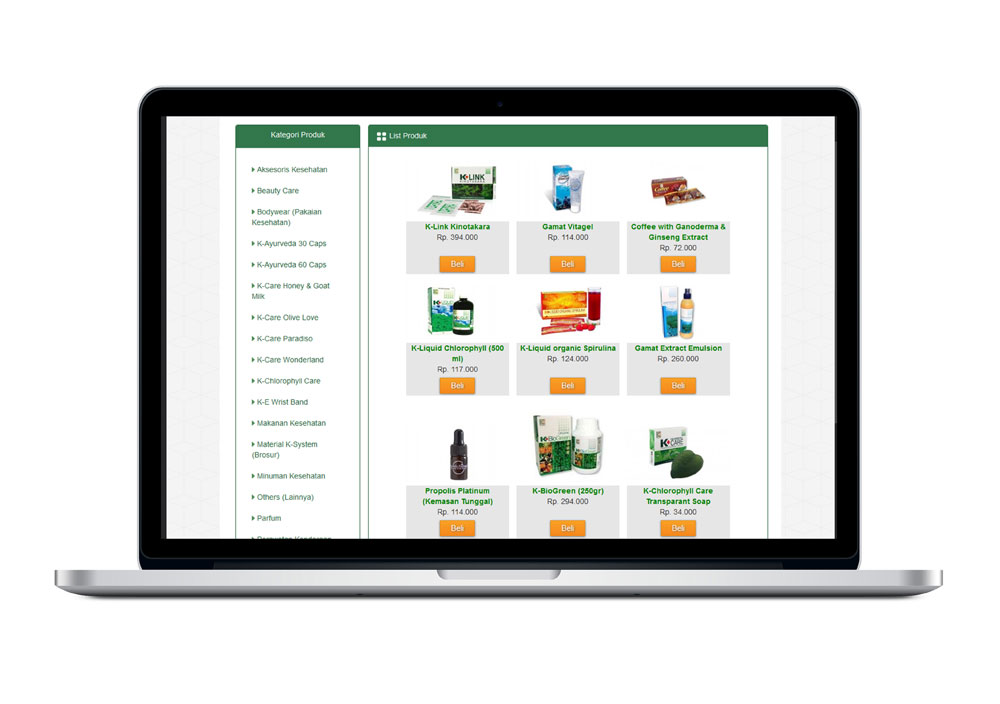 Kategori Produk
Aksesoris Kesehatan
Beauty Care
Bodywear (Pakaian
Kesehatan)
K-Ayurveda 30 Caps
K-Ayurveda 60 Caps
K-Care Honey & Goat
Milk
K-Care Olive Love
K-Care Paradiso
K-Care Wonderland
K-Chlorophyll Care
K-E Wrist Band
Makanan Kesehatan
Material K-System
(Brosur)
Minuman Kesehatan
Others (Lainnya)
Parfum
List Produk
K-LINK
K-Link Kinotakara
Rp. 394.000
Beli
Gamat Vitagel
Rp. 114.000
Beli
Coffee with Ganoderma &
Ginseng Extract
Rp. 72.000
Beli
K-Liquid Chlorophyll (500
ml)
Rp. 117.000
Beli
K-Liquid organic Spirulina
Rp. 124.000
Beli
Gamat Extract Emulsion
Rp. 260.000
Beli
Propolis Platinum
(Kemasan Tunggal)
Rp. 114.000
Beli
K-BioGreen (250gr)
Rp. 294.000
Beli
K-Chlorophyll Care
Transparant Soap
Rp. 34.000
Beli